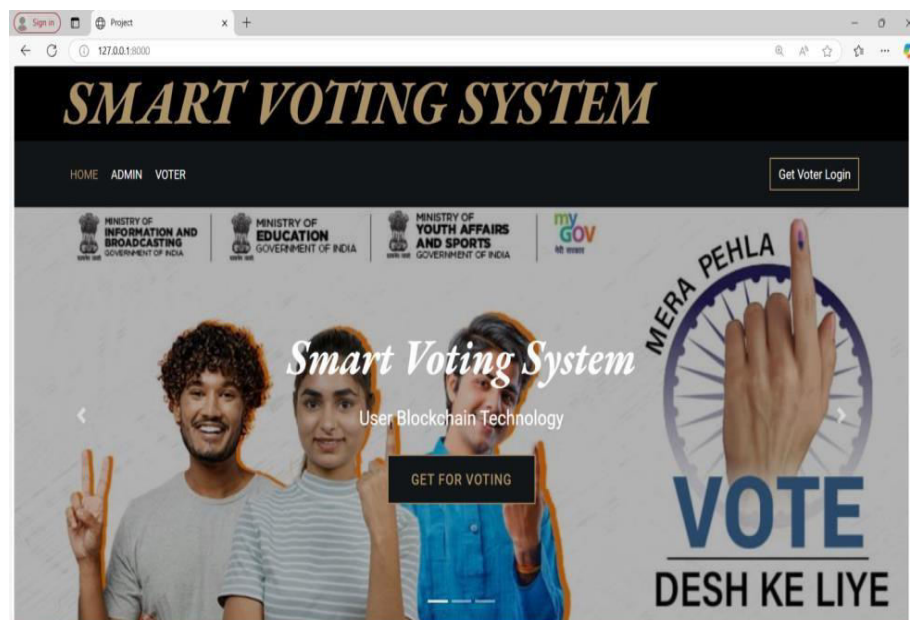 Sign in
Project
127.0.0.1:8000
SMART VOTING SYSTEM
HOME ADMIN VOTER
Get Voter Login
MINISTRY OF
INFORMATION AND
BROADCASTING
GOVERNMENT OF INDIA
MINISTRY OF
EDUCATION
GOVERNMENT OF INDIA
MINISTRY OF
YOUTH AFFAIRS
AND SPORTS
GOVERNMENT OF INDIA
my
GOV
मेरी सरकार
MERA PEHLA
VOTE
DESH KE LIYE
Smart Voting System
User Blockchain Technology
GET FOR VOTING